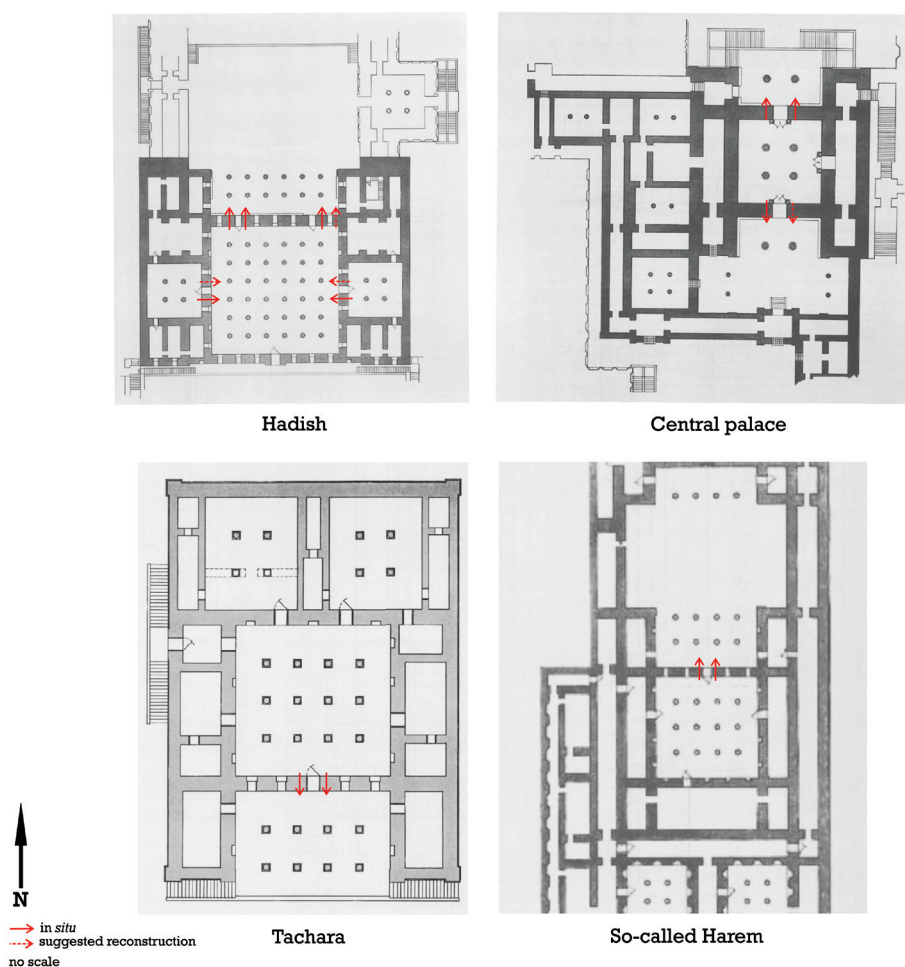 Hadish
Central palace
Tachara
So-called Harem
N
in situ
suggested reconstruction
no scale